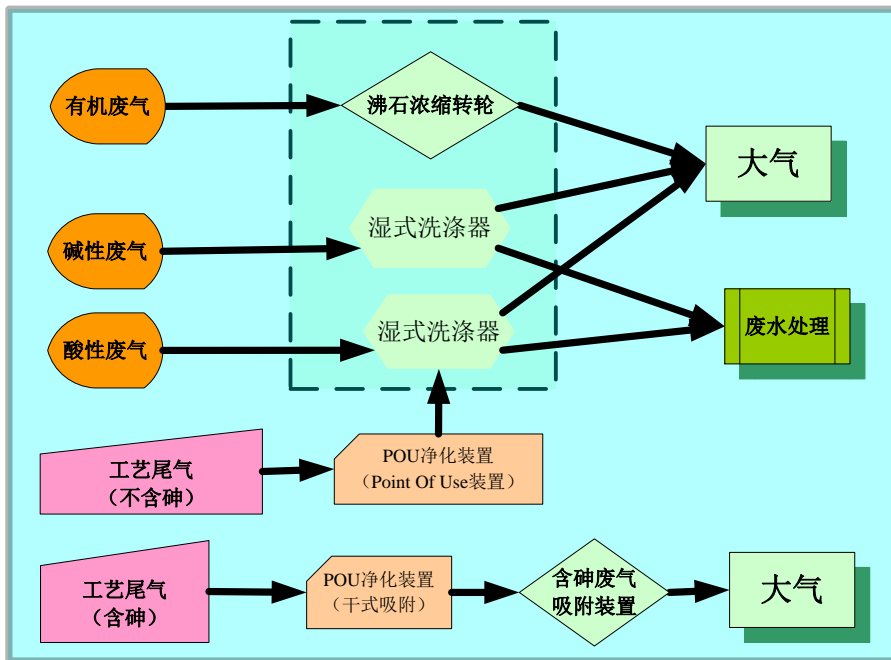 有机废气
沸石浓缩转轮
大气
碱性废气
湿式洗涤器
酸性废气
湿式洗涤器
废水处理
工艺尾气
（不含砷）
POU净化装置
（Point Of Use装置）
工艺尾气
（含砷）
POU净化装置
（干式吸附）
含砷废气
吸附装置
大气